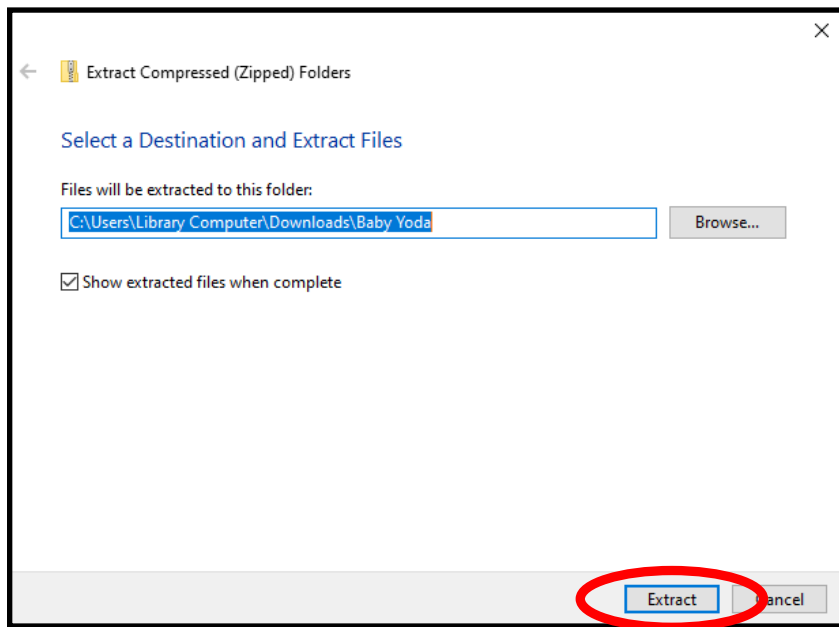 Extract Compressed (Zipped) Folders
Select a Destination and Extract Files
Files will be extracted to this folder:
C:\Users\Library Computer\Downloads\Baby Yoda
Browse...
Show extracted files when complete
Extract
Cancel